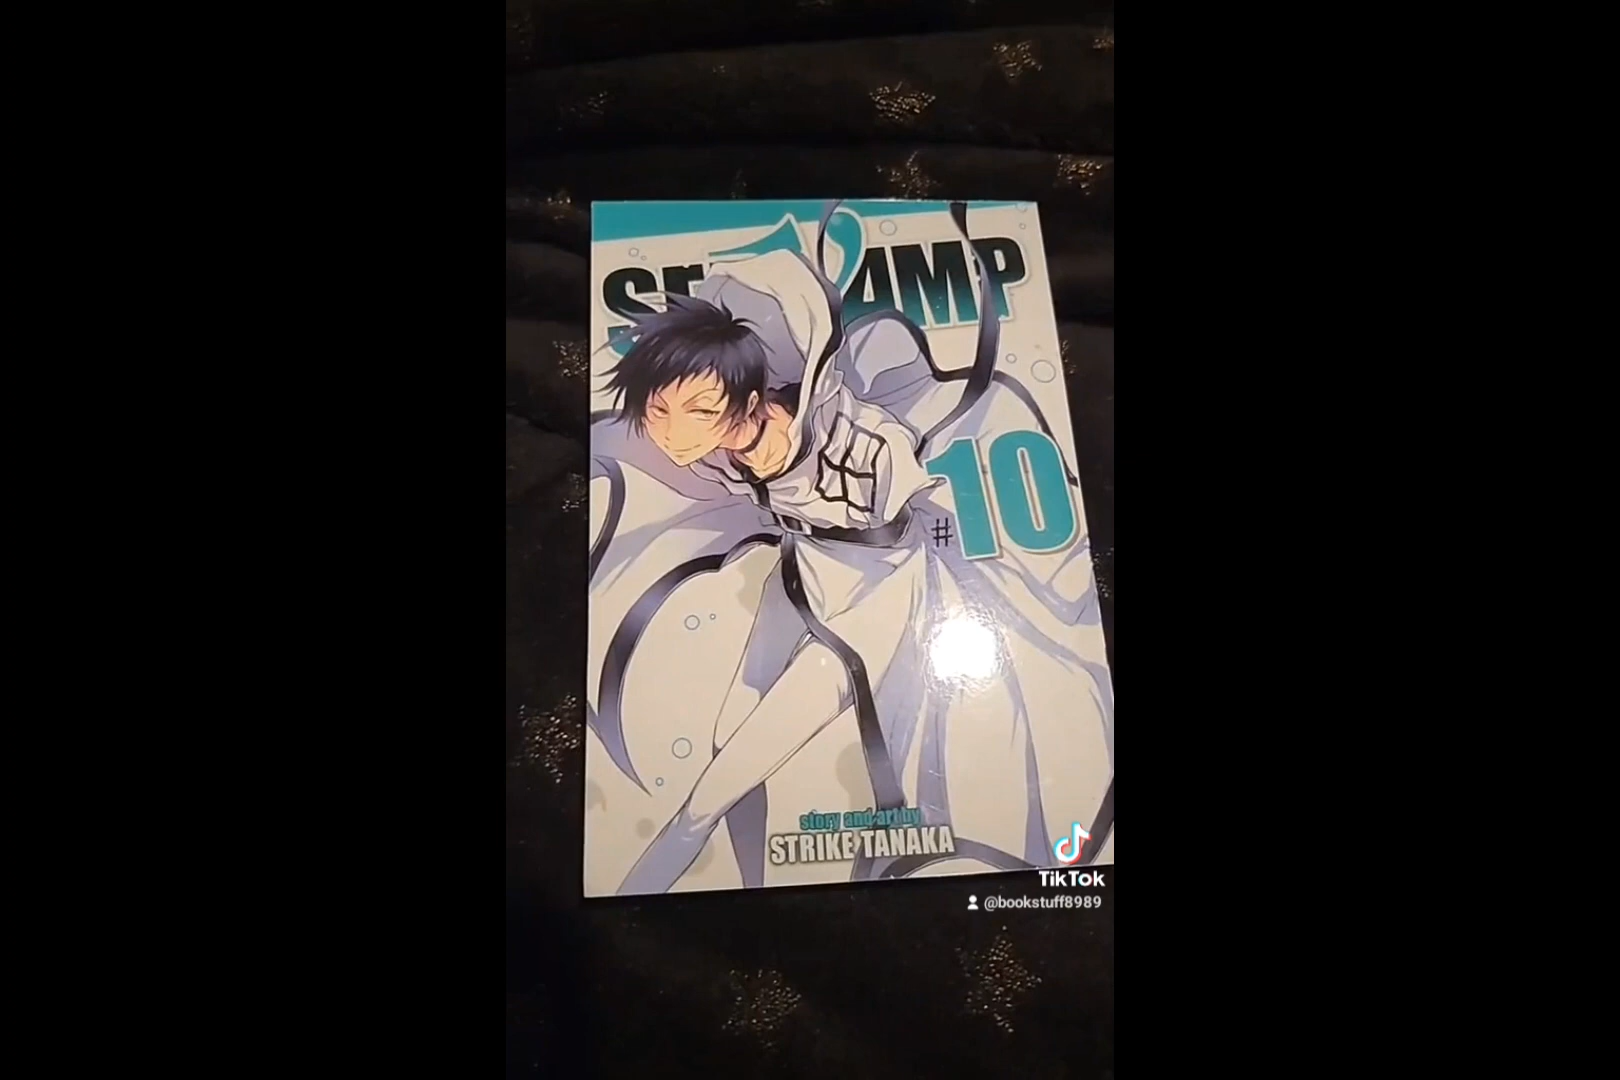 SERVAMP
#10
story and art by
STRIKE TANAKA
TikTok
@bookstuff8989